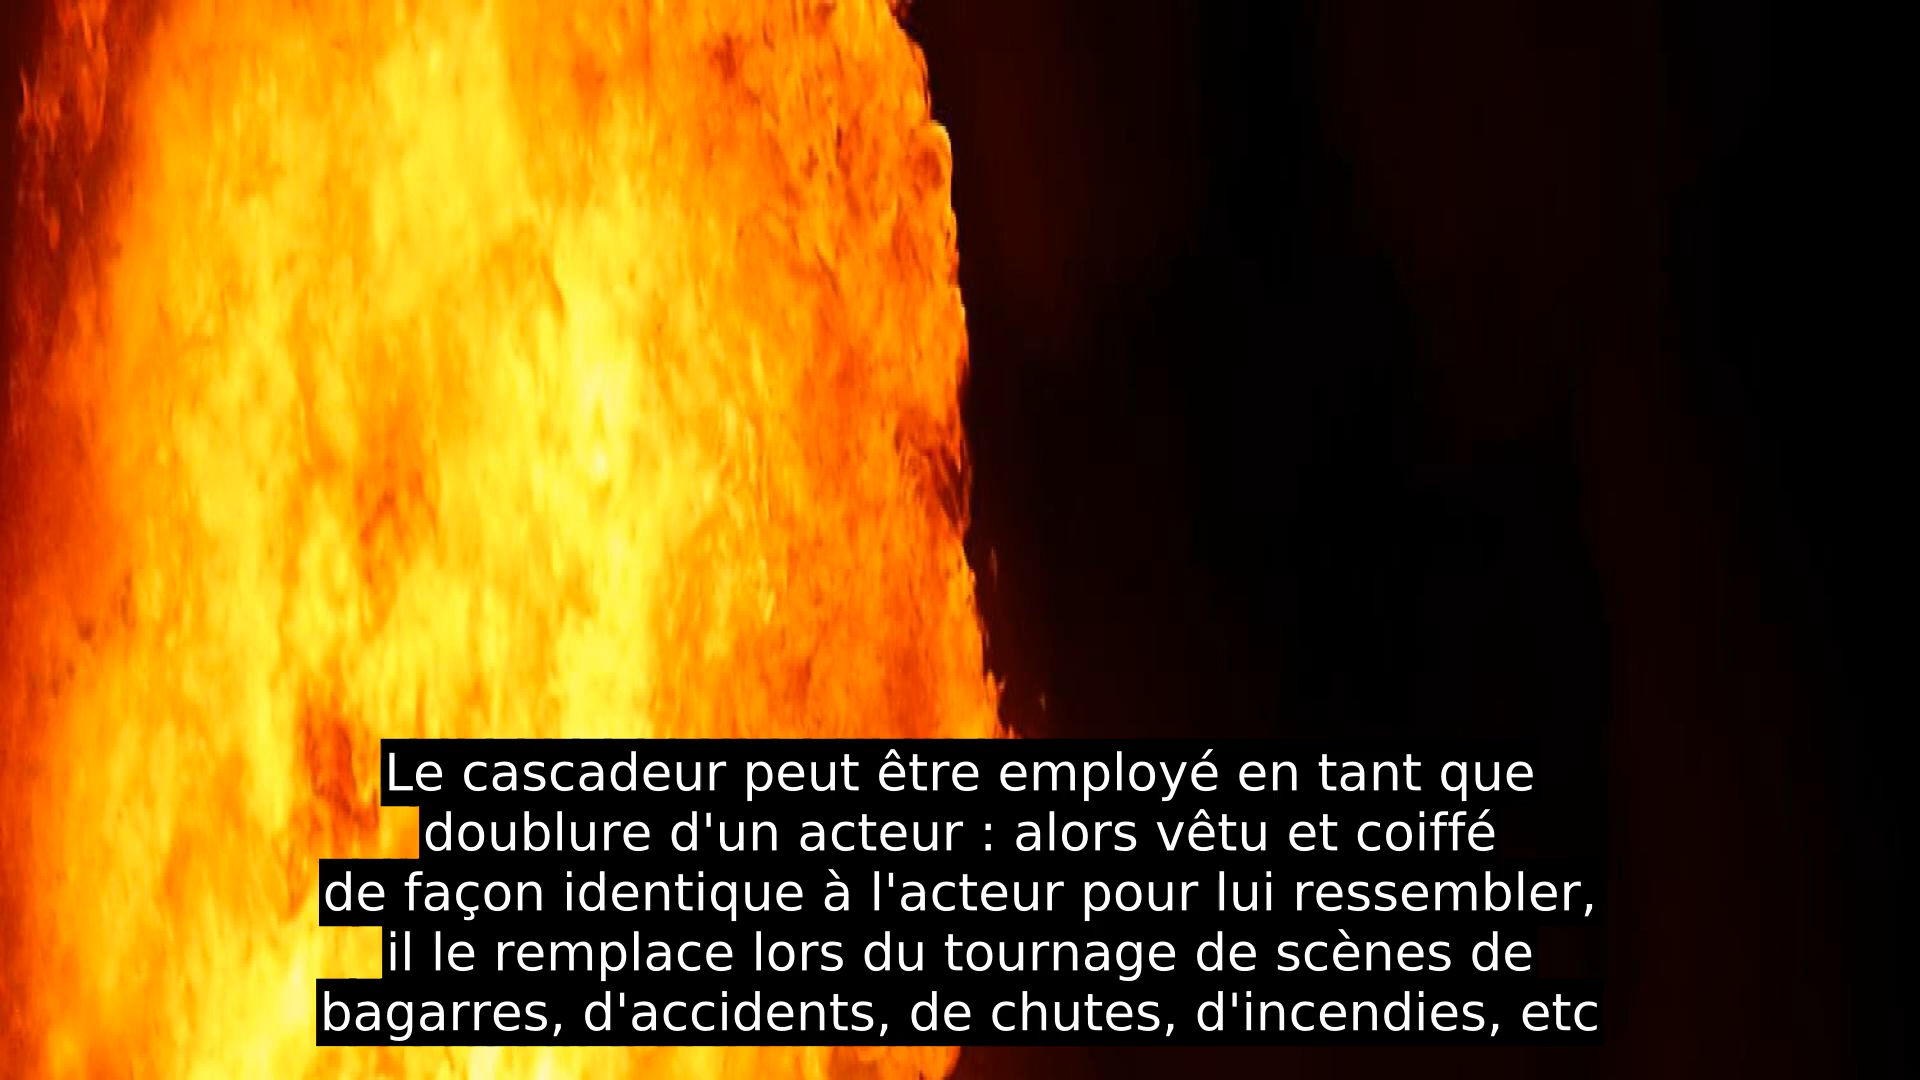 Le cascadeur peut être employé en tant que
doublure d'un acteur : alors vêtu et coiffé
de façon identique à l'acteur pour lui ressembler,
il le remplace lors du tournage de scènes de
bagarres, d'accidents, de chutes, d'incendies, etc